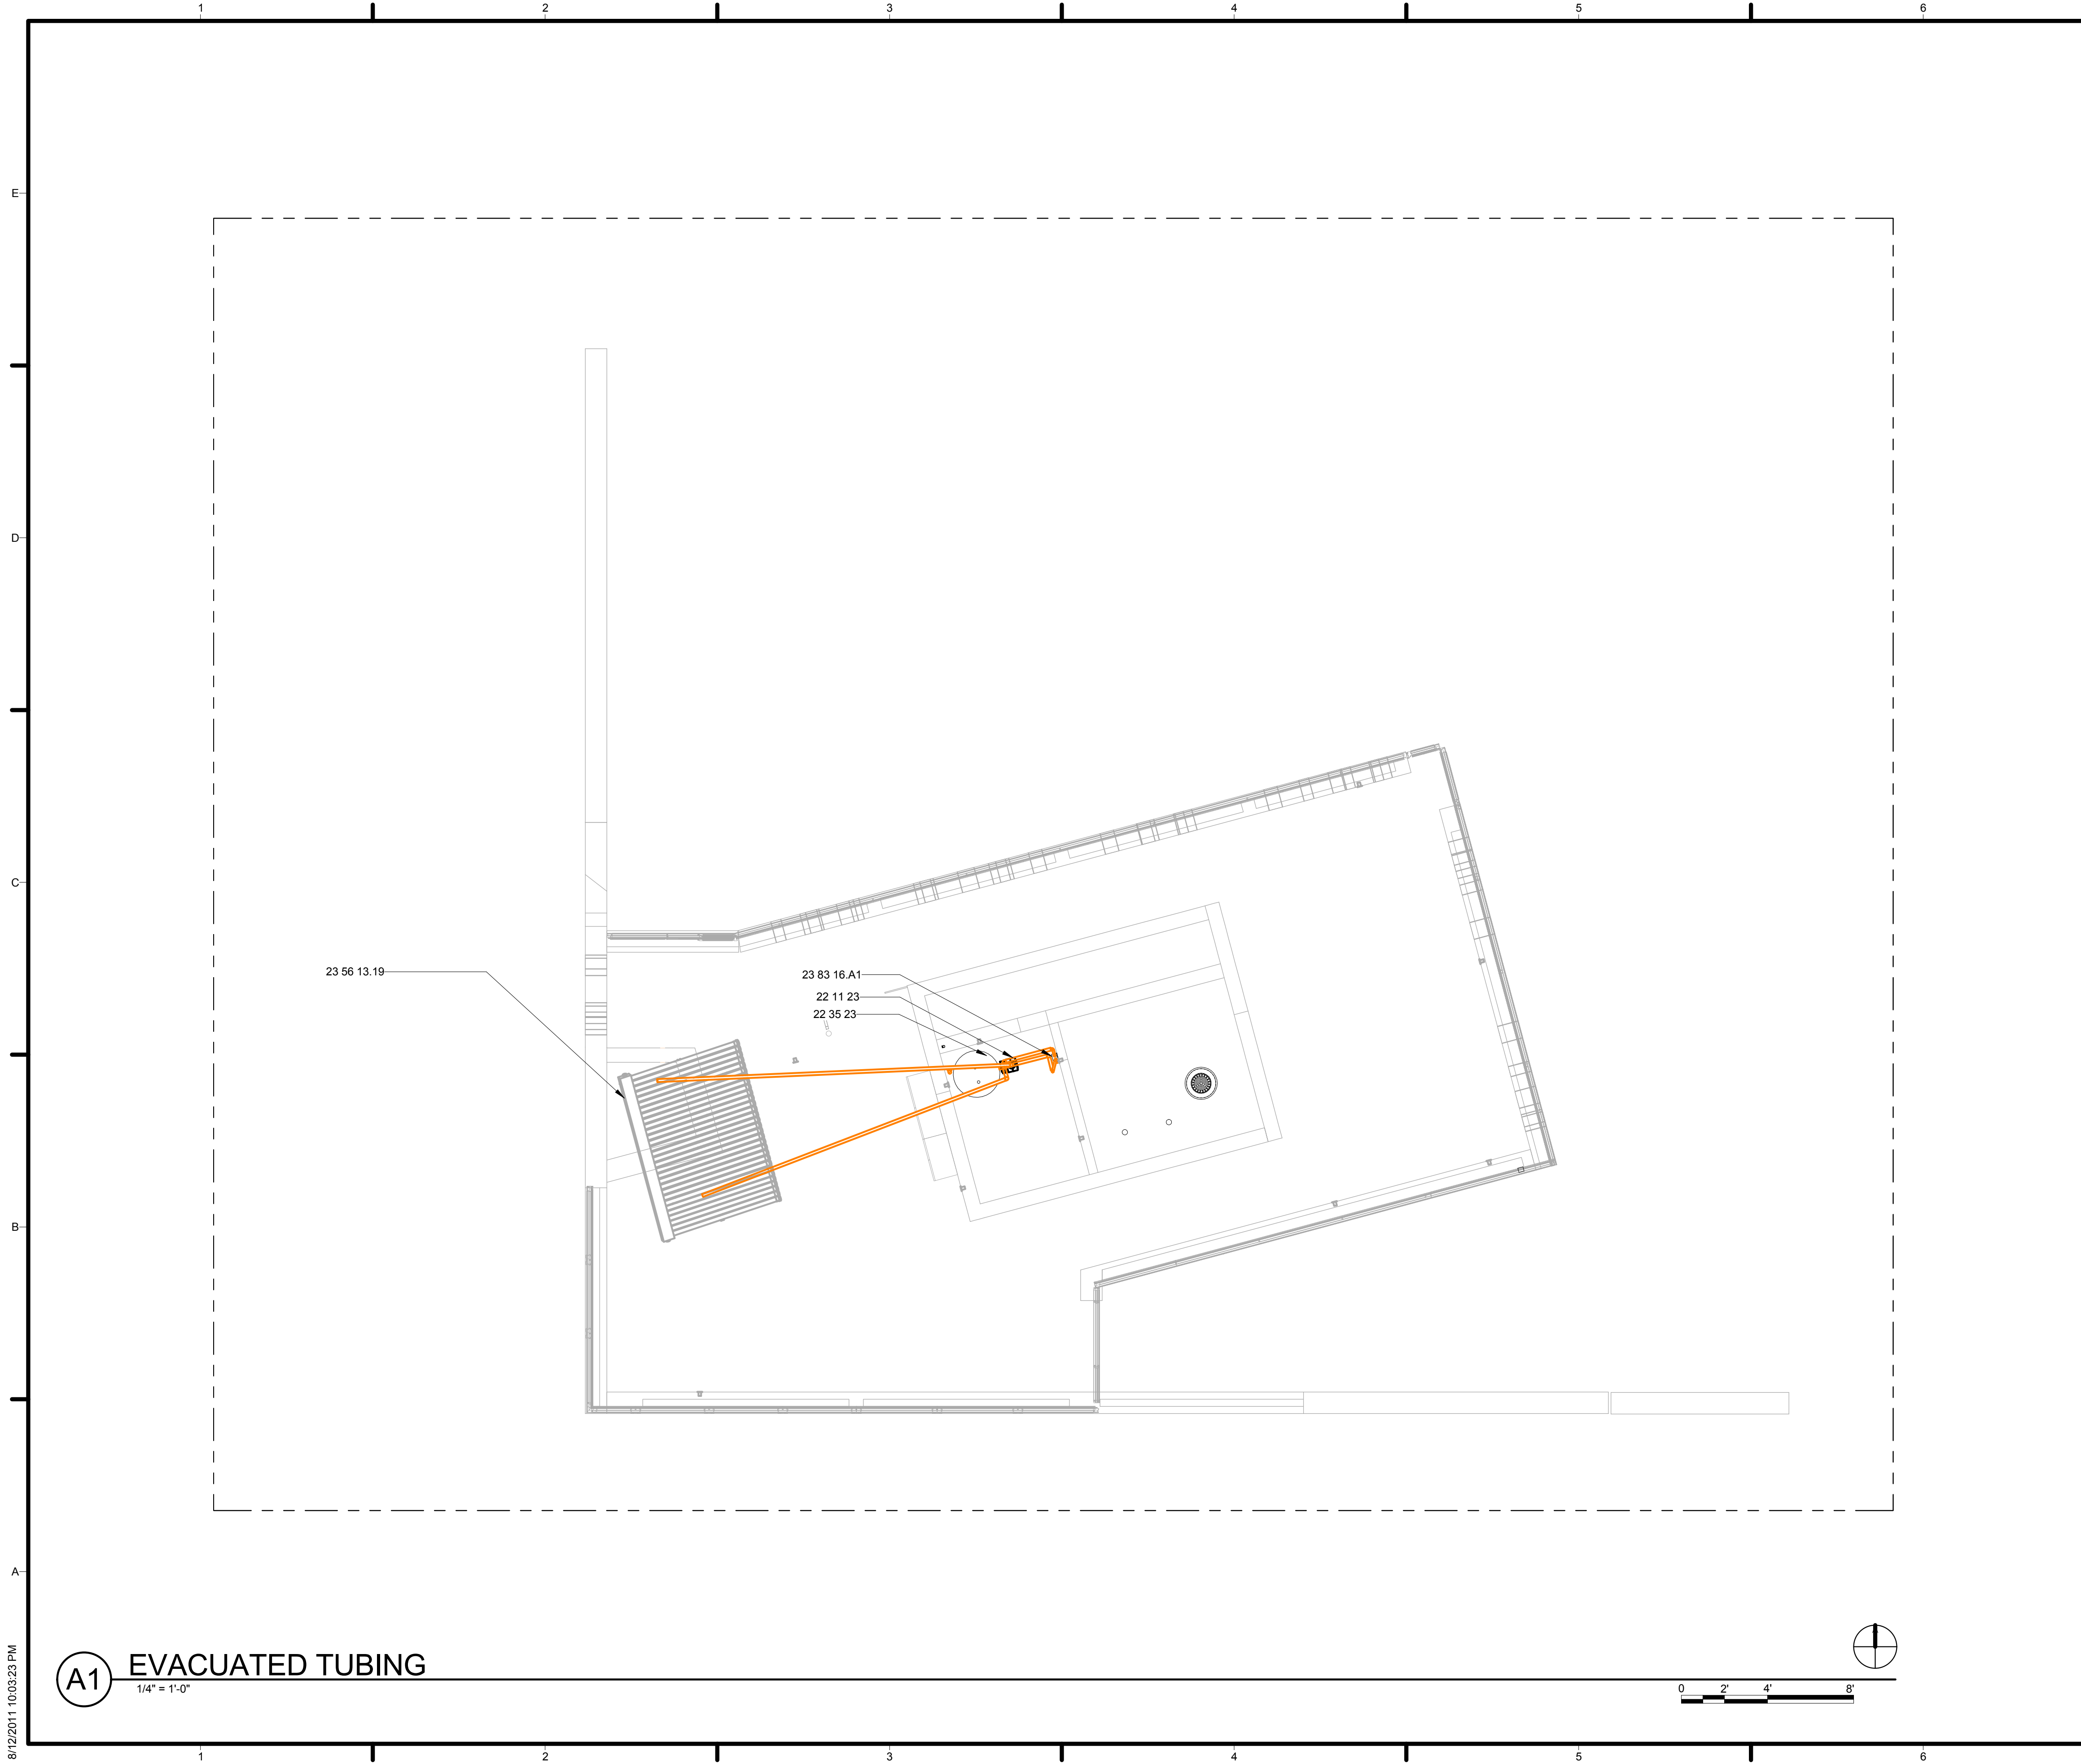 1 2 3 4 5 6
E
D
C
B
A
23 56 13.19
23 83 16.A1
22 11 23
22 35 23
A1
EVACUATED TUBING
1/4" = 1'-0"
0 2' 4' 8'
8/12/2011 10:03:23 PM
1 2 3 4 5 6